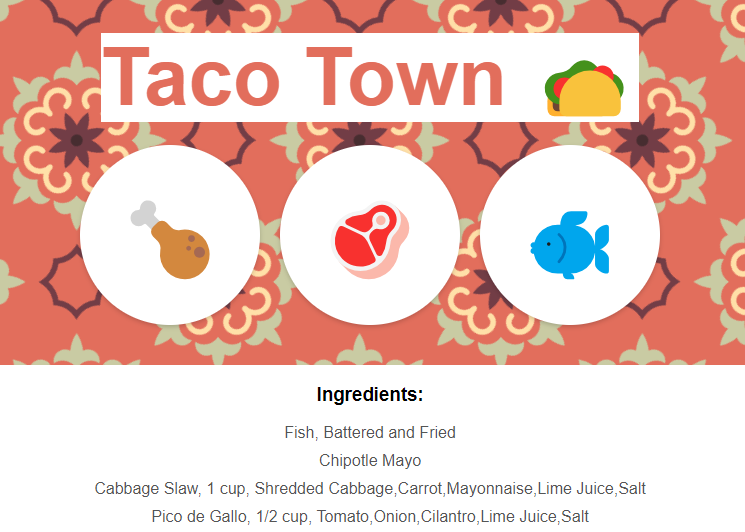 Taco Town
Ingredients:
Fish, Battered and Fried
Chipotle Mayo
Cabbage Slaw, 1 cup, Shredded Cabbage,Carrot,Mayonnaise,Lime Juice,Salt
Pico de Gallo, 1/2 cup, Tomato,Onion,Cilantro,Lime Juice,Salt